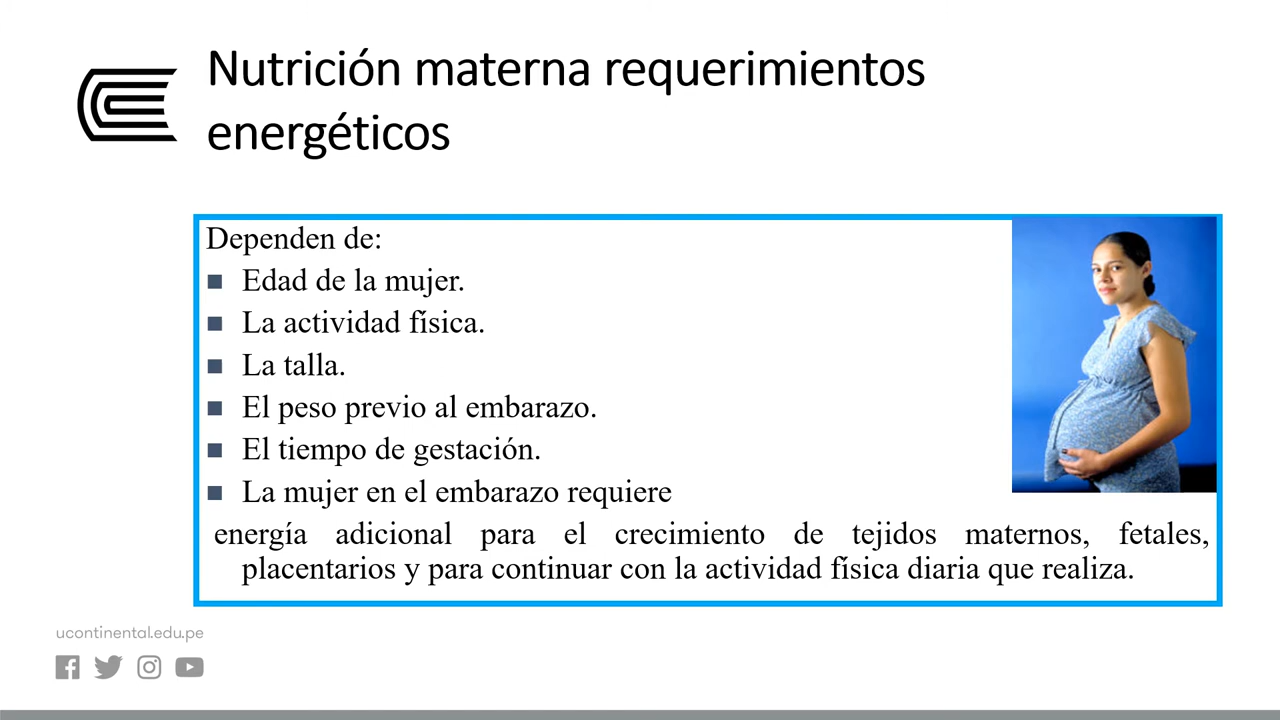 Nutrición materna requerimientos
energéticos
Dependen de:
■ Edad de la mujer.
■ La actividad física.
■ La talla.
■ El peso previo al embarazo.
■ El tiempo de gestación.
■ La mujer en el embarazo requiere
energía adicional para el crecimiento de tejidos maternos, fetales,
placentarios y para continuar con la actividad física diaria que realiza.
ucontinental.edu.pe